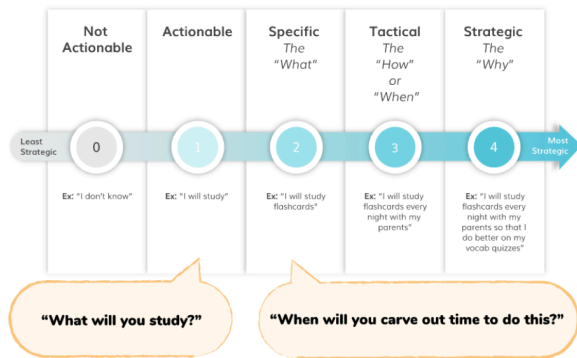 Not
Actionable
Actionable
Specific
The
“What”
Tactical
The
“How”
or
“When”
Strategic
The
“Why”
Least
Strategic
0
1
2
3
4
Most
Strategic
Ex: “I don’t know”
Ex: “I will study”
Ex: “I will study
flashcards”
Ex: “I will study
flashcards every
night with my
parents”
Ex: “I will study
flashcards every
night with my
parents so that I
do better on my
vocab quizzes”
“What will you study?”
“When will you carve out time to do this?”